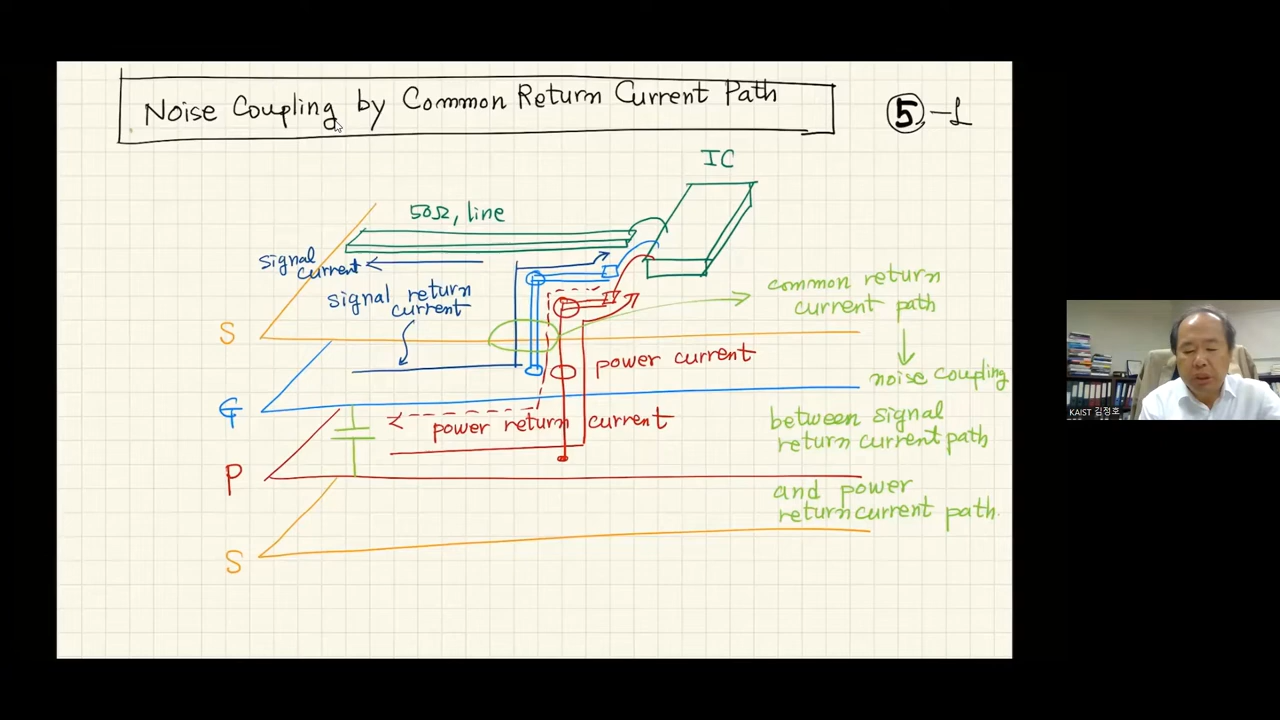 Noise Coupling by Common Return Current Path
5-1
IC
50Ω, line
signal
current
signal return
current
common return
current path
S
power current
noise coupling
G
power return current
between signal
return current path
P
and power
return current path.
S
KAIST 김정호